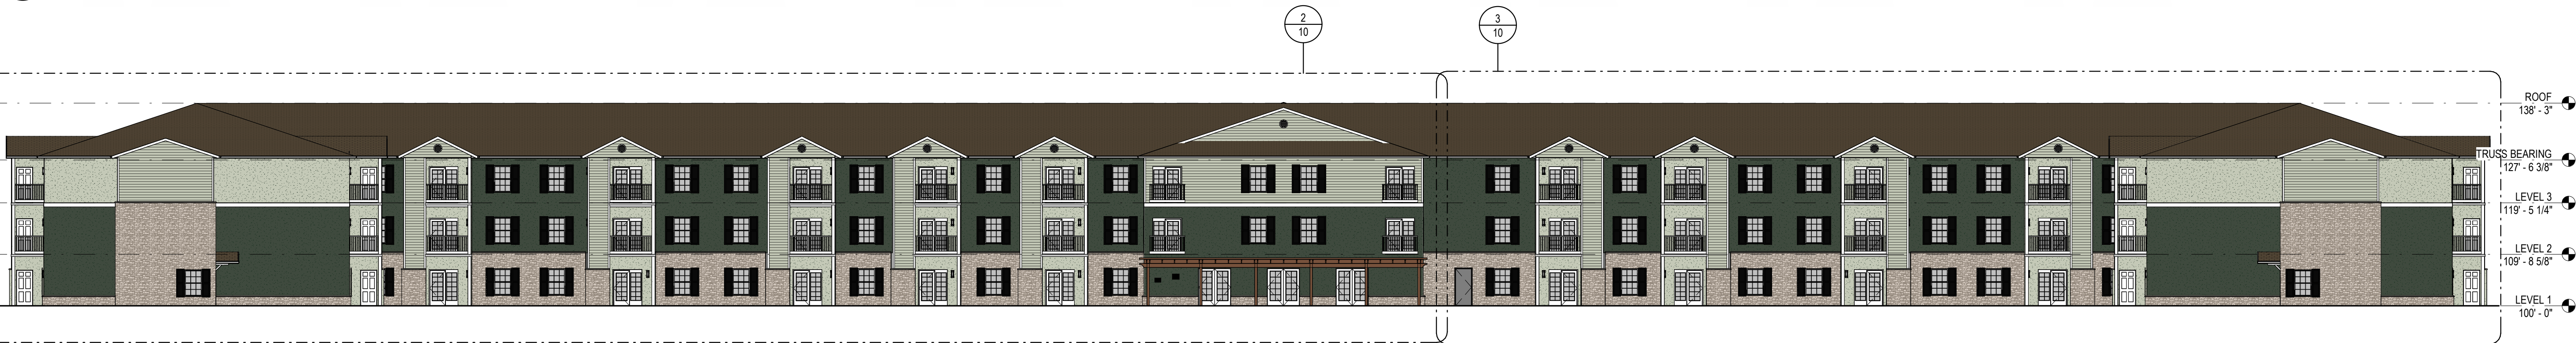 2
10
3
10
ROOF
138' - 3"
TRUSS BEARING
127' - 6 3/8"
LEVEL 3
119' - 5 1/4"
LEVEL 2
109' - 8 5/8"
LEVEL 1
100' - 0"